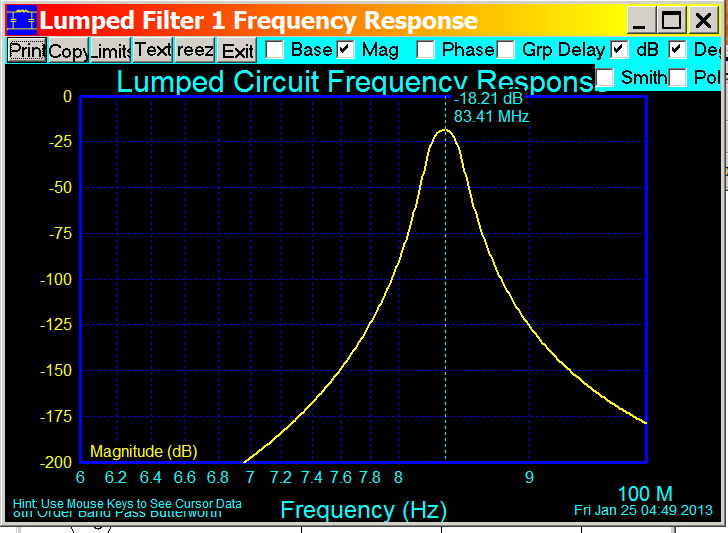 Lumped Filter 1 Frequency Response
Print Copy Limits Text reez Exit Base Mag Phase Grp Delay dB Deg
Smith Pol
Lumped Circuit Frequency Respons
-18.21 dB
83.41 MHz
0
-25
-50
-75
-100
-125
-150
-175
-200
Magnitude (dB)
6 6.2 6.4 6.6 6.8 7 7.2 7.4 7.6 7.8 8 9
100 M
Hint: Use Mouse Keys to See Cursor Data
8th Order Band Pass Butterworth
Frequency (Hz)
Fri Jan 25 04:49 2013